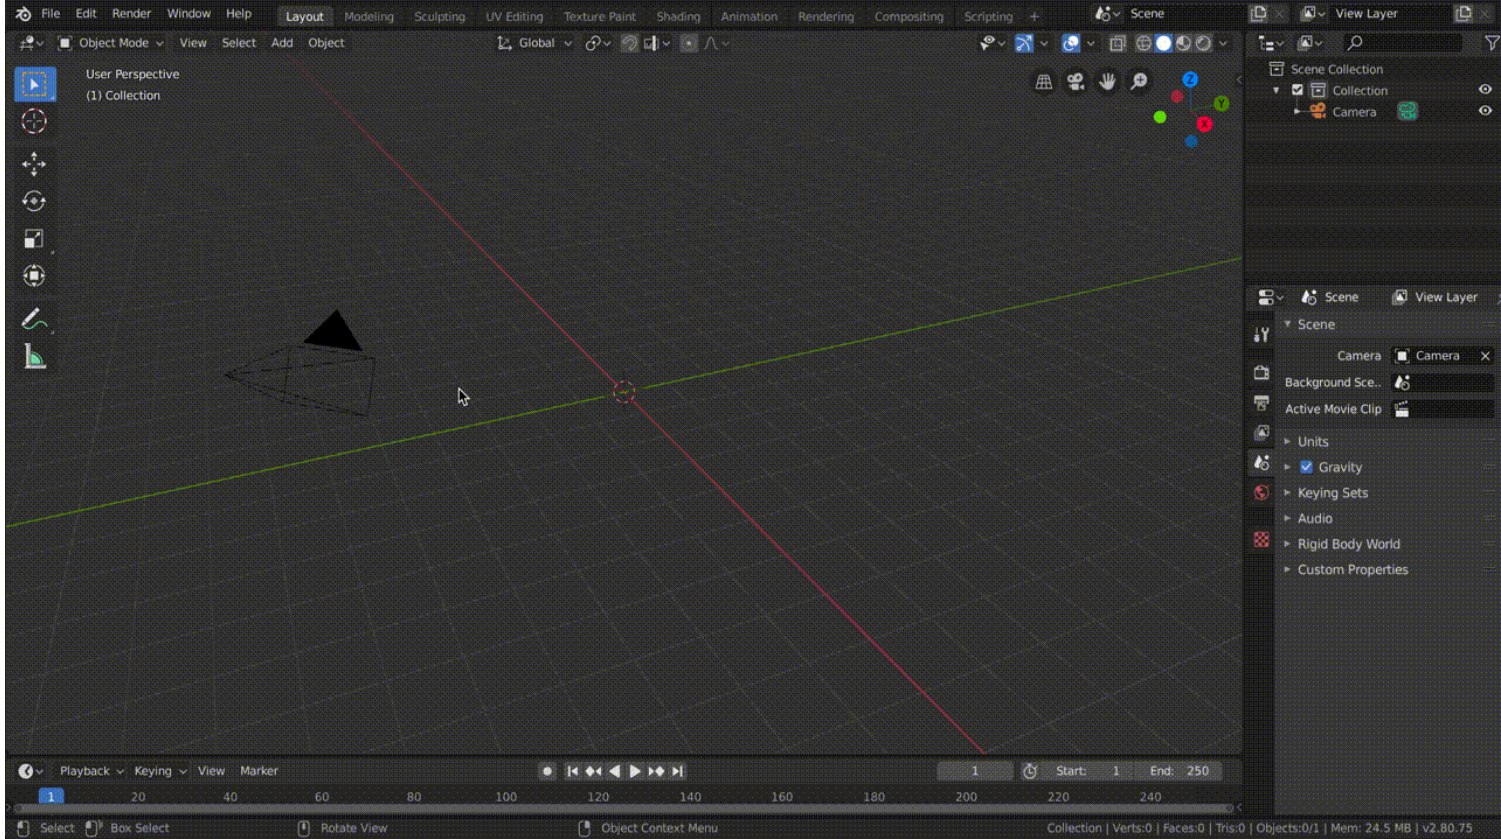 File Edit Render Window Help Layout Modeling Sculpting UV Editing Texture Paint Shading Animation Rendering Compositing Scripting + Scene View Layer
Object Mode View Select Add Object Global
User Perspective
(1) Collection
Z
Y
X
Scene Collection
Collection
Camera
Scene View Layer
Scene
Camera Camera
Background Sce..
Active Movie Clip
Units
Gravity
Keying Sets
Audio
Rigid Body World
Custom Properties
Playback Keying View Marker 1 Start: 1 End: 250
1 20 40 60 80 100 120 140 160 180 200 220 240
Select Box Select Rotate View Object Context Menu Collection | Verts:0 | Faces:0 | Tris:0 | Objects:0/1 | Mem: 24.5 MB | v2.80.75